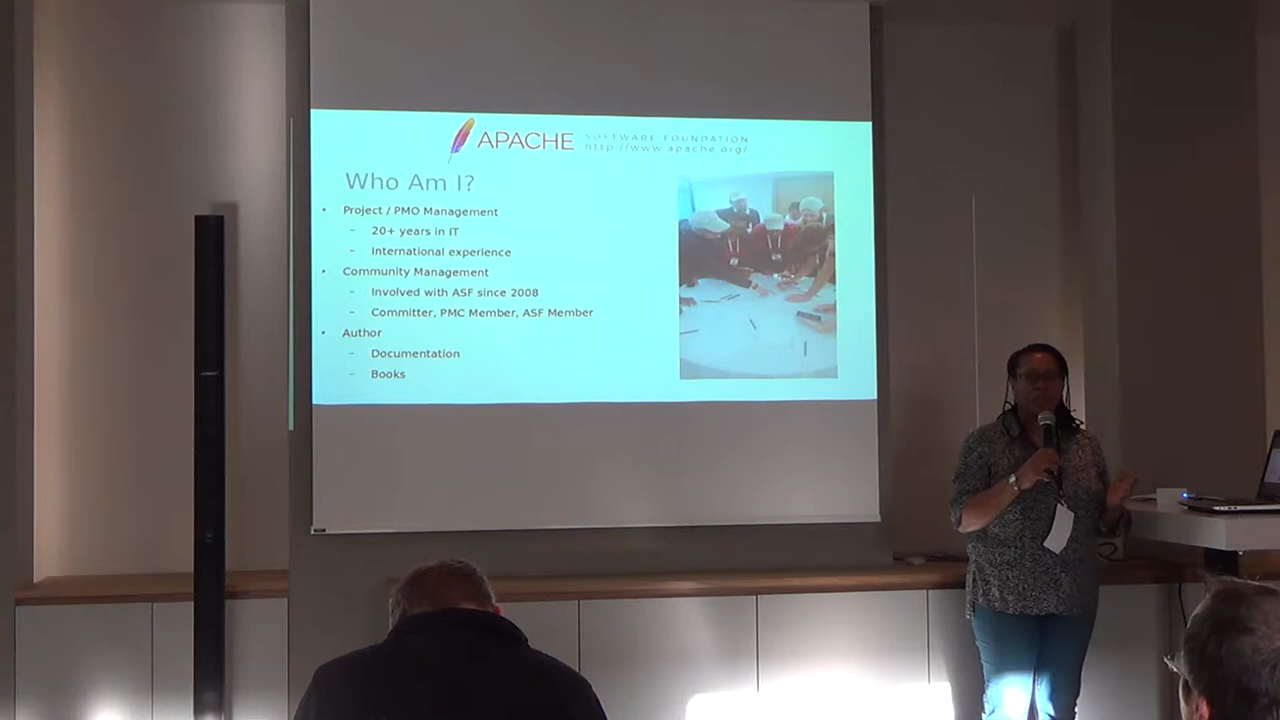 APACHE
SOFTWARE FOUNDATION
http://www.apache.org/
Who Am I?
• Project / PMO Management
– 20+ years in IT
– International experience
• Community Management
– Involved with ASF since 2008
– Committer, PMC Member, ASF Member
• Author
– Documentation
– Books